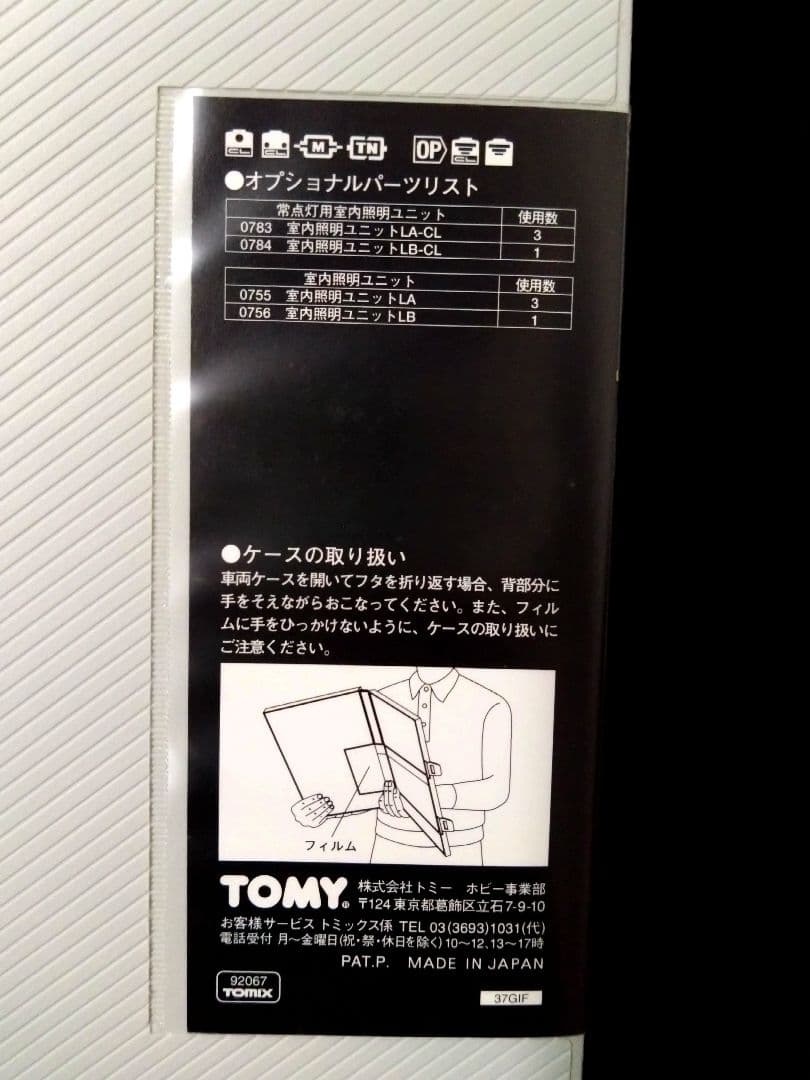 CL CL M TN OP CL
●オプショナルパーツリスト
常点灯用室内照明ユニット 使用数
0783 室内照明ユニットLA-CL 3
0784 室内照明ユニットLB-CL 1
室内照明ユニット 使用数
0755 室内照明ユニットLA 3
0756 室内照明ユニットLB 1
●ケースの取り扱い
車両ケースを開いてフタを折り返す場合、背部分に
手をそえながらおこなってください。また、フィル
ムに手をひっかけないように、ケースの取り扱いに
ご注意ください。
フィルム
TOMY® 株式会社トミー ホビー事業部
〒124 東京都葛飾区立石7-9-10
お客様サービス トミックス係 TEL 03(3693)1031(代)
電話受付 月〜金曜日(祝・祭・休日を除く)10〜12、13〜17時
PAT.P. MADE IN JAPAN
92067
TOMIX
37GIF